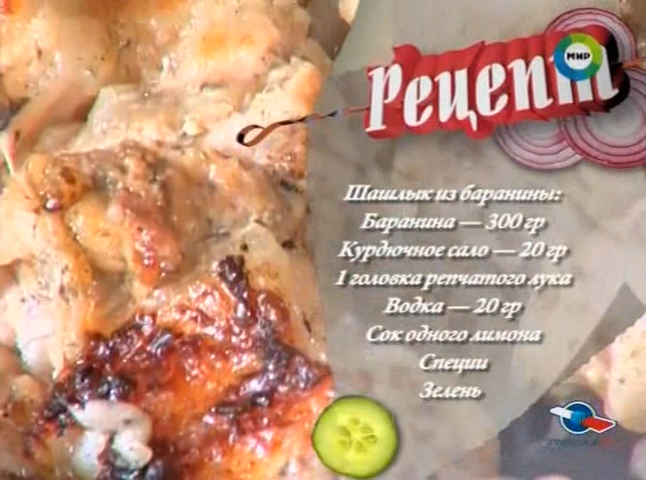 Рецепт
МИР
Шашлык из баранины:
Баранина — 300 гр
Курдючное сало — 20 гр
1 головка репчатого лука
Водка — 20 гр
Сок одного лимона
Специи
Зелень